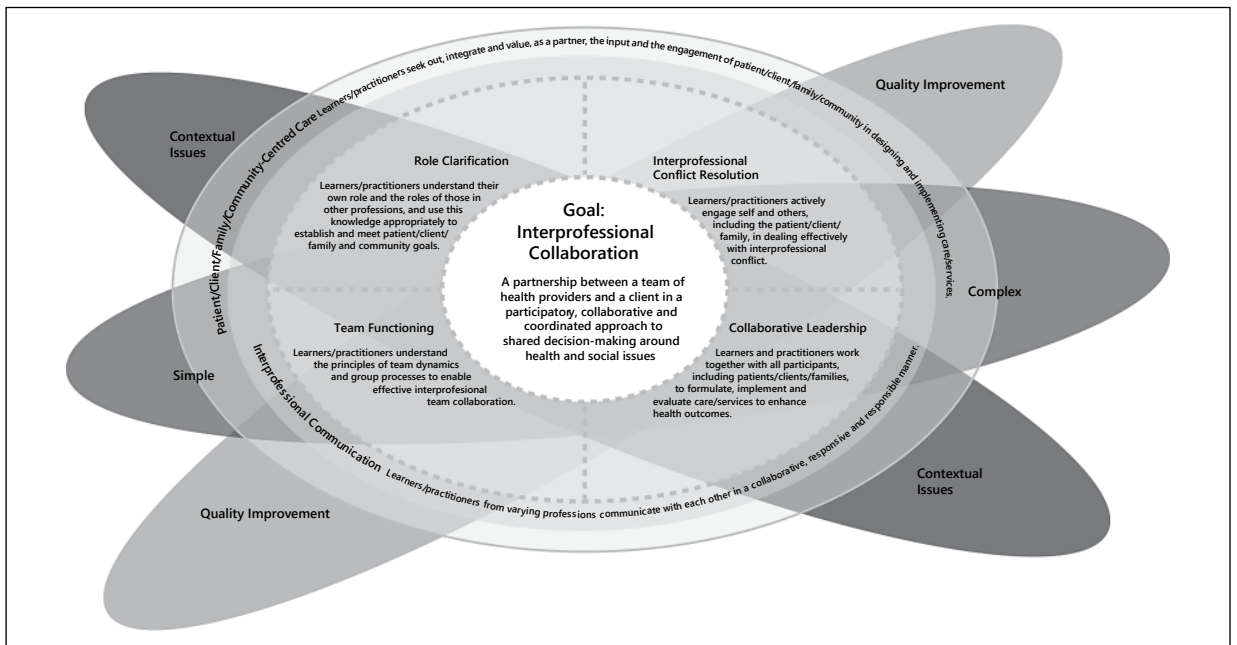 Patient/Client/Family/Community-Centred Care Learners/practitioners seek out, integrate and value, as a partner, the input and the engagement of patient/client/family/community in designing and implementing care/services.
Quality Improvement
Contextual
Issues
Role Clarification
Learners/practitioners understand their
own role and the roles of those in
other professions, and use this
knowledge appropriately to
establish and meet patient/client/
family and community goals.
Interprofessional
Conflict Resolution
Learners/practitioners actively
engage self and others,
including the patient/client/
family, in dealing effectively
with interprofessional
conflict.
Goal:
Interprofessional
Collaboration
A partnership between a team of
health providers and a client in a
participatory, collaborative and
coordinated approach to
shared decision-making around
health and social issues
Complex
Team Functioning
Learners/practitioners understand
the principles of team dynamics
and group processes to enable
effective interprofesional
team collaboration.
Collaborative Leadership
Learners and practitioners work
together with all participants,
including patients/clients/families,
to formulate, implement and
evaluate care/services to enhance
health outcomes.
Simple
Interprofessional Communication Learners/practitioners from varying professions communicate with each other in a collaborative, responsive and responsible manner.
Contextual
Issues
Quality Improvement